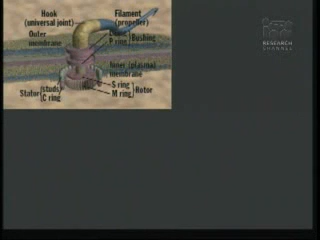 Hook
(universal joint)
Filament
(propeller)
Outer
membrane
P ring
Bushing
Inner (plasma)
membrane
Stator
(studs)
C ring
S ring
M ring
Rotor
RESEARCH
CHANNEL